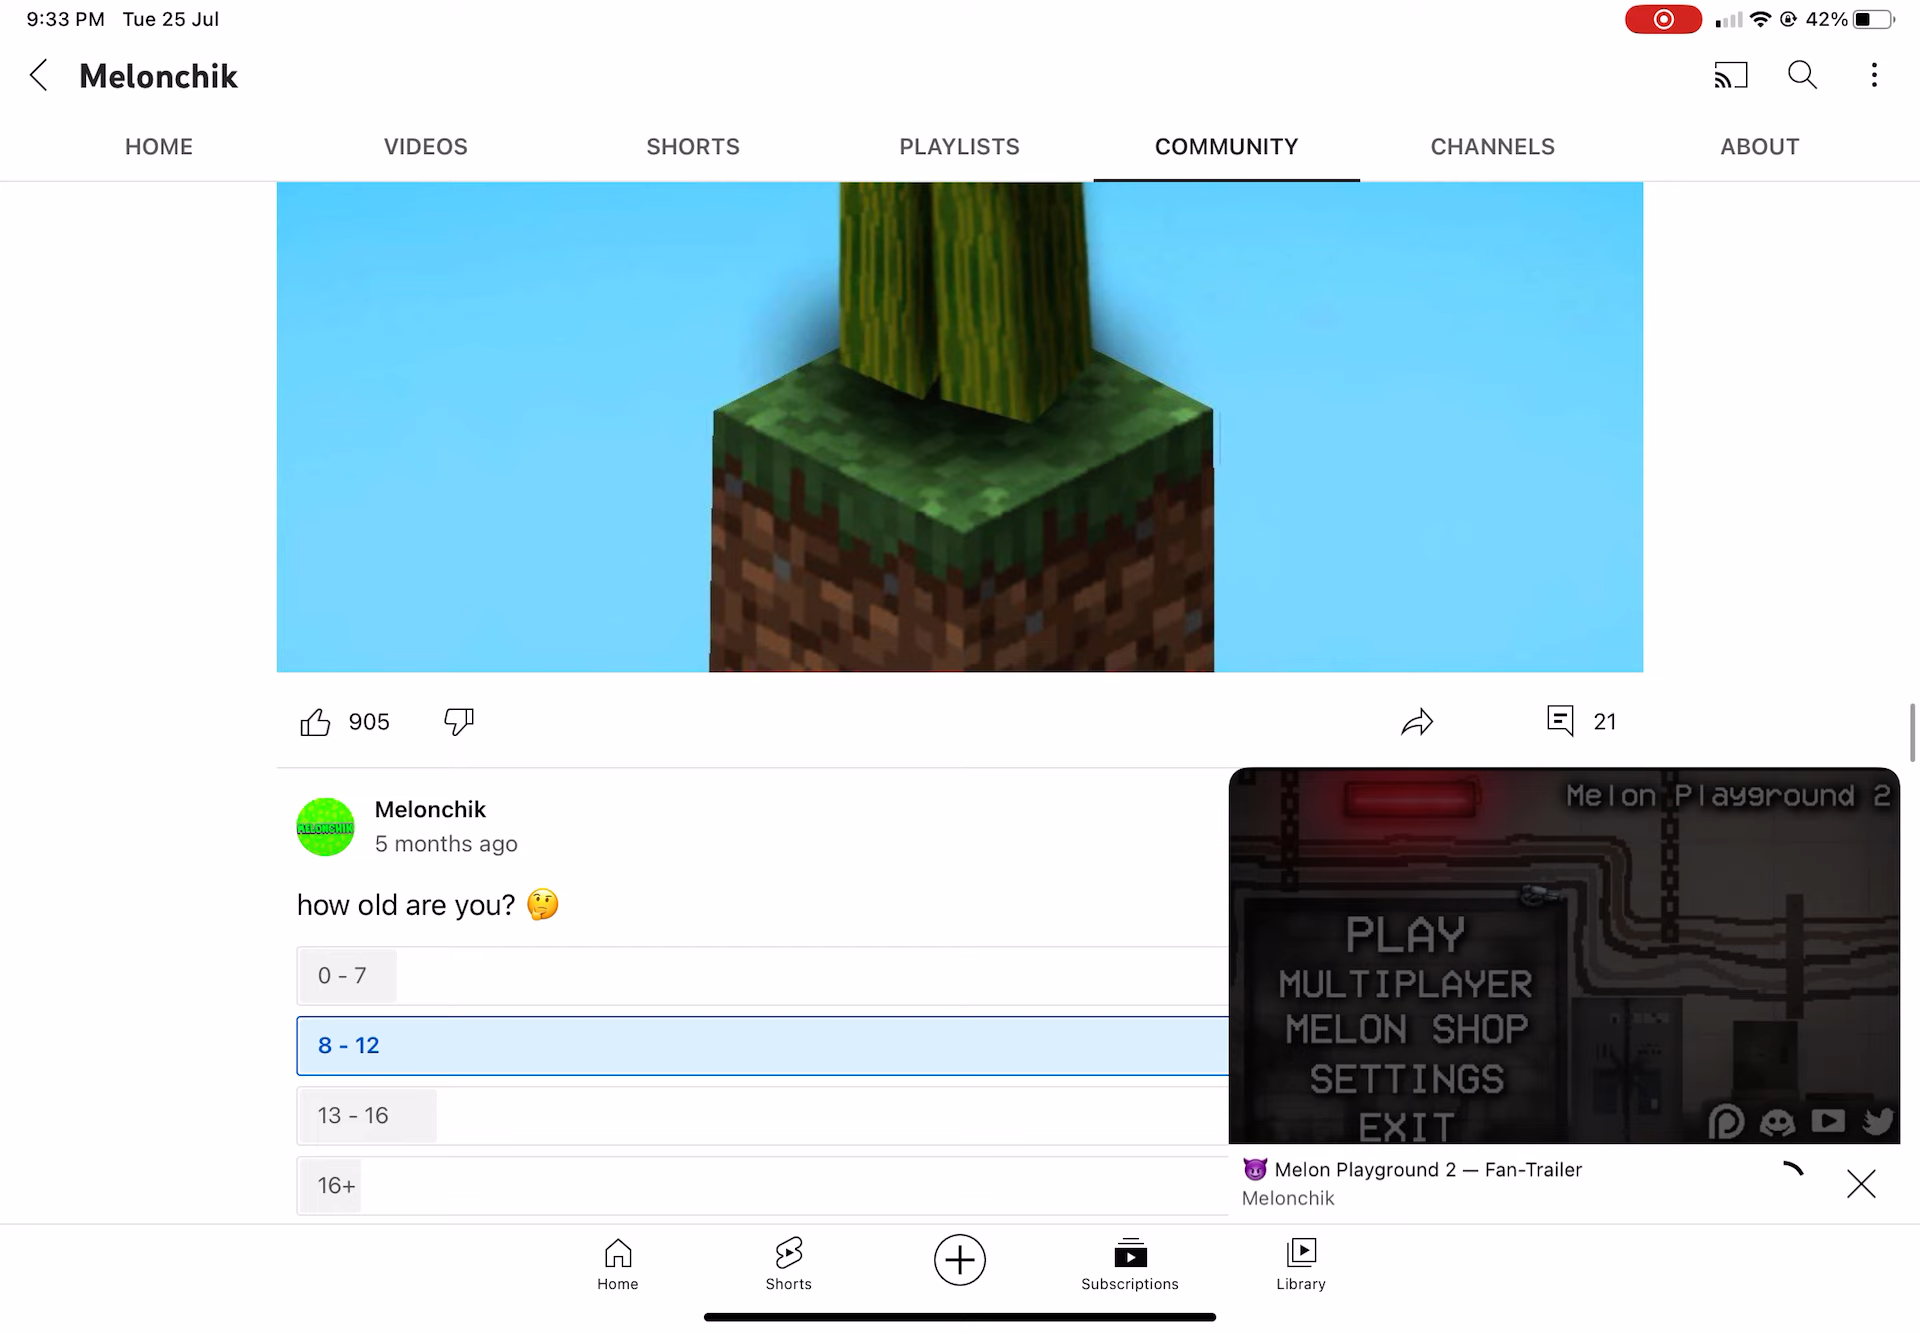 9:33 PM Tue 25 Jul
42%
Melonchik
HOME VIDEOS SHORTS PLAYLISTS COMMUNITY CHANNELS ABOUT
905
21
Melonchik
5 months ago
how old are you? 🤔
0 - 7
8 - 12
13 - 16
16+
Melon Playground 2
PLAY
MULTIPLAYER
MELON SHOP
SETTINGS
EXIT
😈 Melon Playground 2 — Fan-Trailer
Melonchik
MELONCHIK
Home Shorts Subscriptions Library